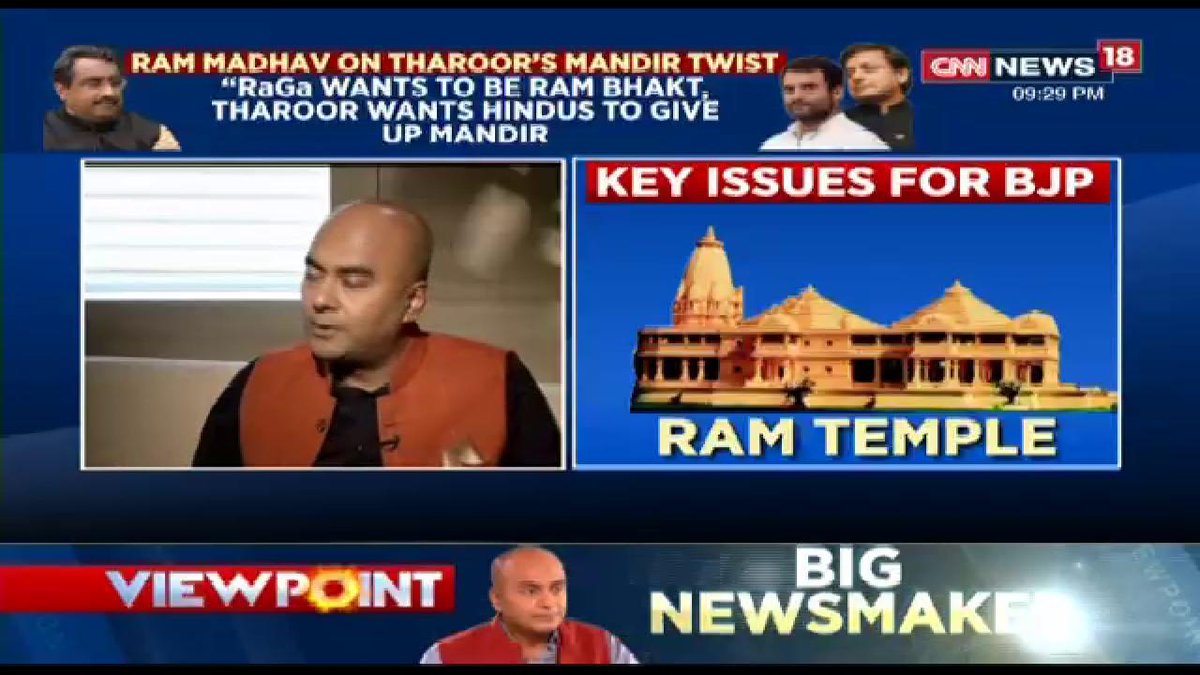 RAM MADHAV ON THAROOR'S MANDIR TWIST
"RaGa WANTS TO BE RAM BHAKT,
THAROOR WANTS HINDUS TO GIVE
UP MANDIR
CNN NEWS 18
09:29 PM
KEY ISSUES FOR BJP
RAM TEMPLE
VIEWPOINT
BIG
NEWSMAKE